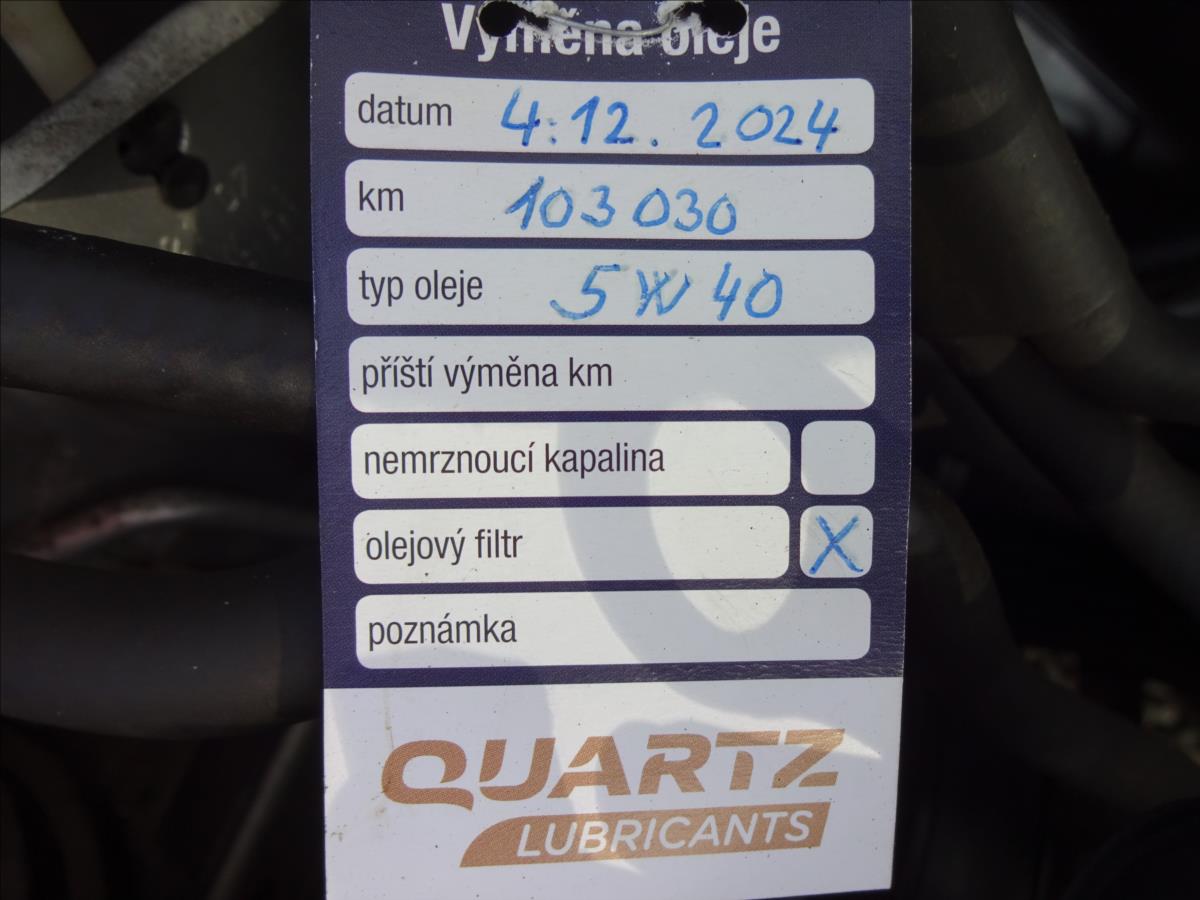 Výměna oleje
datum 4.12. 2024
km 103 030
typ oleje 5W40
příští výměna km
nemrznoucí kapalina
olejový filtr X
poznámka
QUARTZ
LUBRICANTS